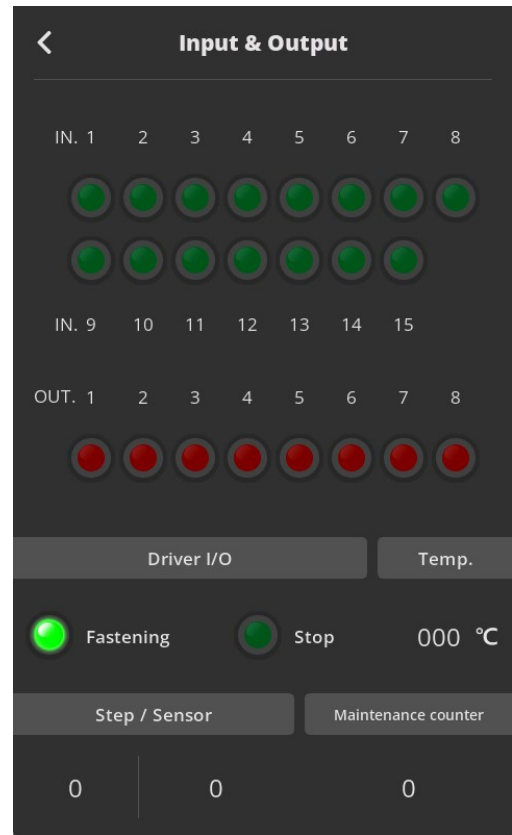 Input & Output
IN. 1 2 3 4 5 6 7 8
IN. 9 10 11 12 13 14 15
OUT. 1 2 3 4 5 6 7 8
Driver I/O Temp.
Fastening Stop 000 ℃
Step / Sensor Maintenance counter
0 0 0